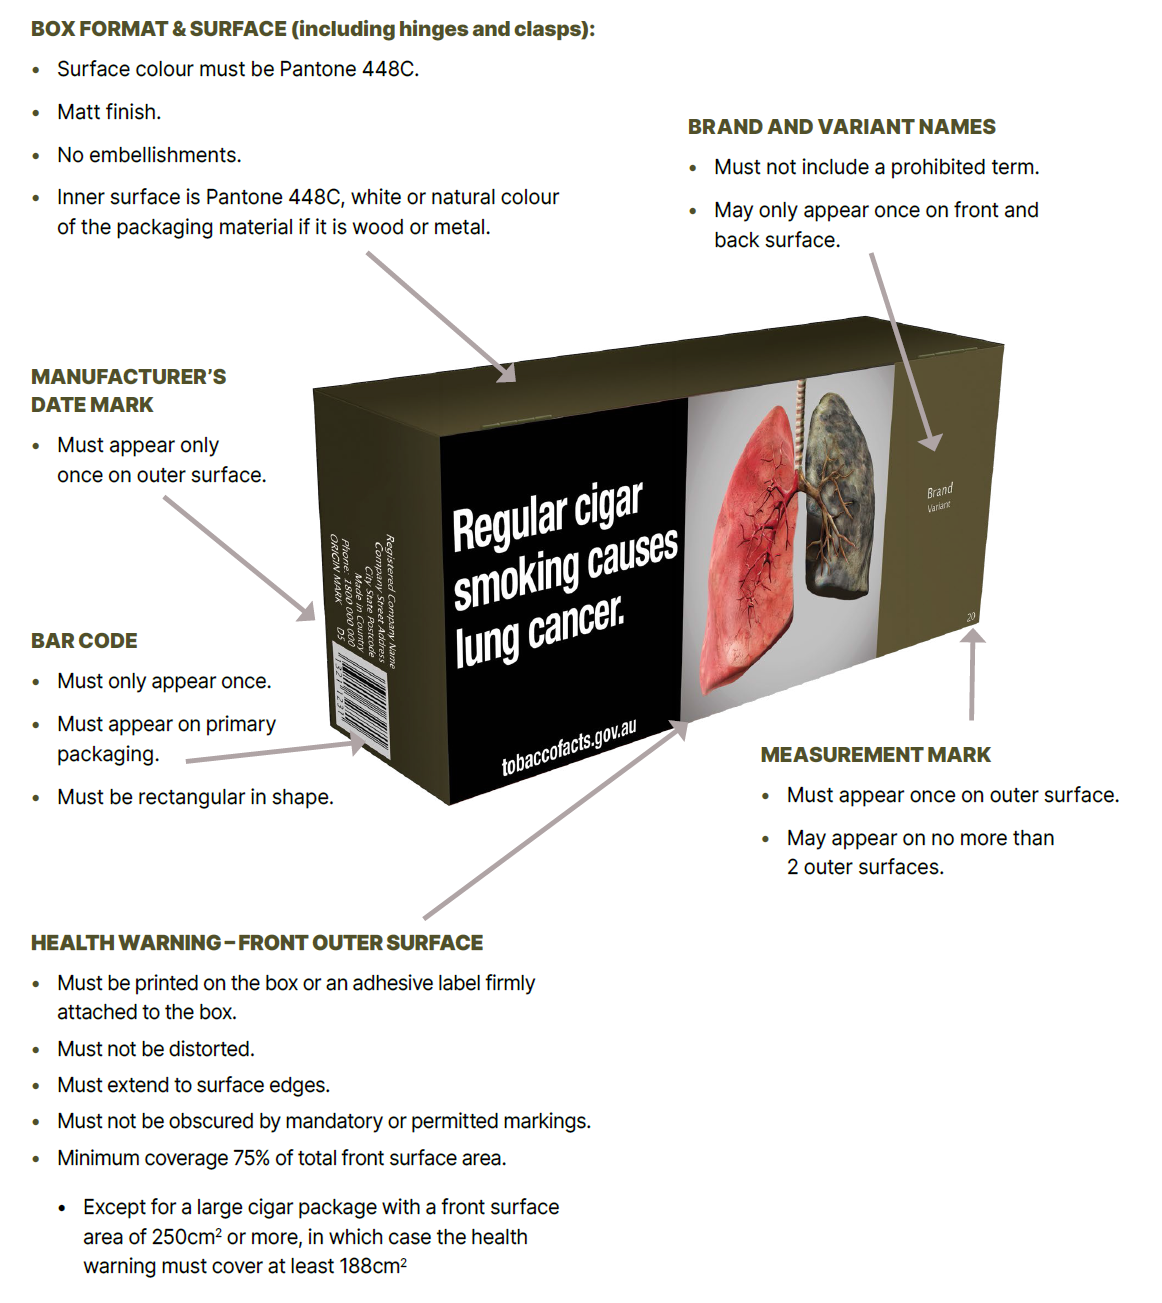 BOX FORMAT & SURFACE (including hinges and clasps):
• Surface colour must be Pantone 448C.
• Matt finish.
• No embellishments.
• Inner surface is Pantone 448C, white or natural colour
of the packaging material if it is wood or metal.
BRAND AND VARIANT NAMES
• Must not include a prohibited term.
• May only appear once on front and
back surface.
MANUFACTURER'S
DATE MARK
• Must appear only
once on outer surface.
BAR CODE
• Must only appear once.
• Must appear on primary
packaging.
• Must be rectangular in shape.
Registered Company Name
Company Street Address
City State Postcode
Made in Country
Phone: 1800 000 000
ORIGIN MARK D5
Regular cigar
smoking causes
lung cancer.
tobaccofacts.gov.au
Brand
Variant
20
MEASUREMENT MARK
• Must appear once on outer surface.
• May appear on no more than
2 outer surfaces.
HEALTH WARNING – FRONT OUTER SURFACE
• Must be printed on the box or an adhesive label firmly
attached to the box.
• Must not be distorted.
• Must extend to surface edges.
• Must not be obscured by mandatory or permitted markings.
• Minimum coverage 75% of total front surface area.
• Except for a large cigar package with a front surface
area of 250cm² or more, in which case the health
warning must cover at least 188cm²